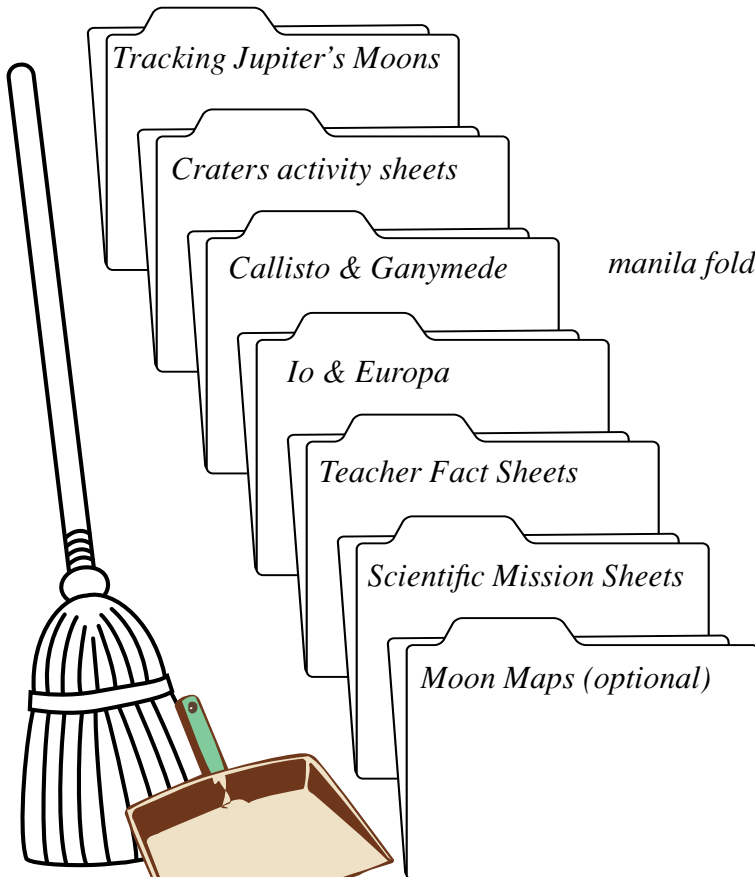 Tracking Jupiter’s Moons
Craters activity sheets
Callisto & Ganymede
manila fold
Io & Europa
Teacher Fact Sheets
Scientific Mission Sheets
Moon Maps (optional)